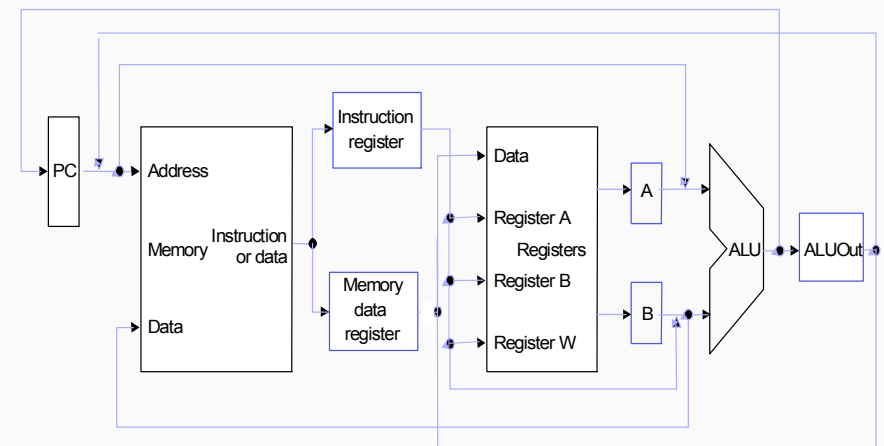 PC
Address
Memory
Instruction
or data
Data
Instruction
register
Memory
data
register
Data
Register A
Registers
Register B
Register W
A
B
ALU
ALUOut